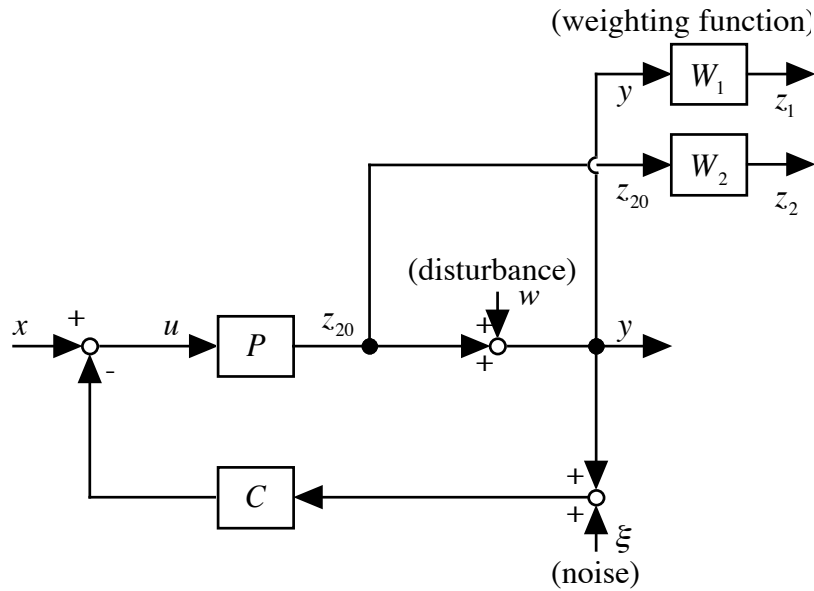 (weighting function)
y
W1
z1
z20
W2
z2
(disturbance)
w
x
+
-
u
P
z20
+
+
y
C
+
+
ξ
(noise)